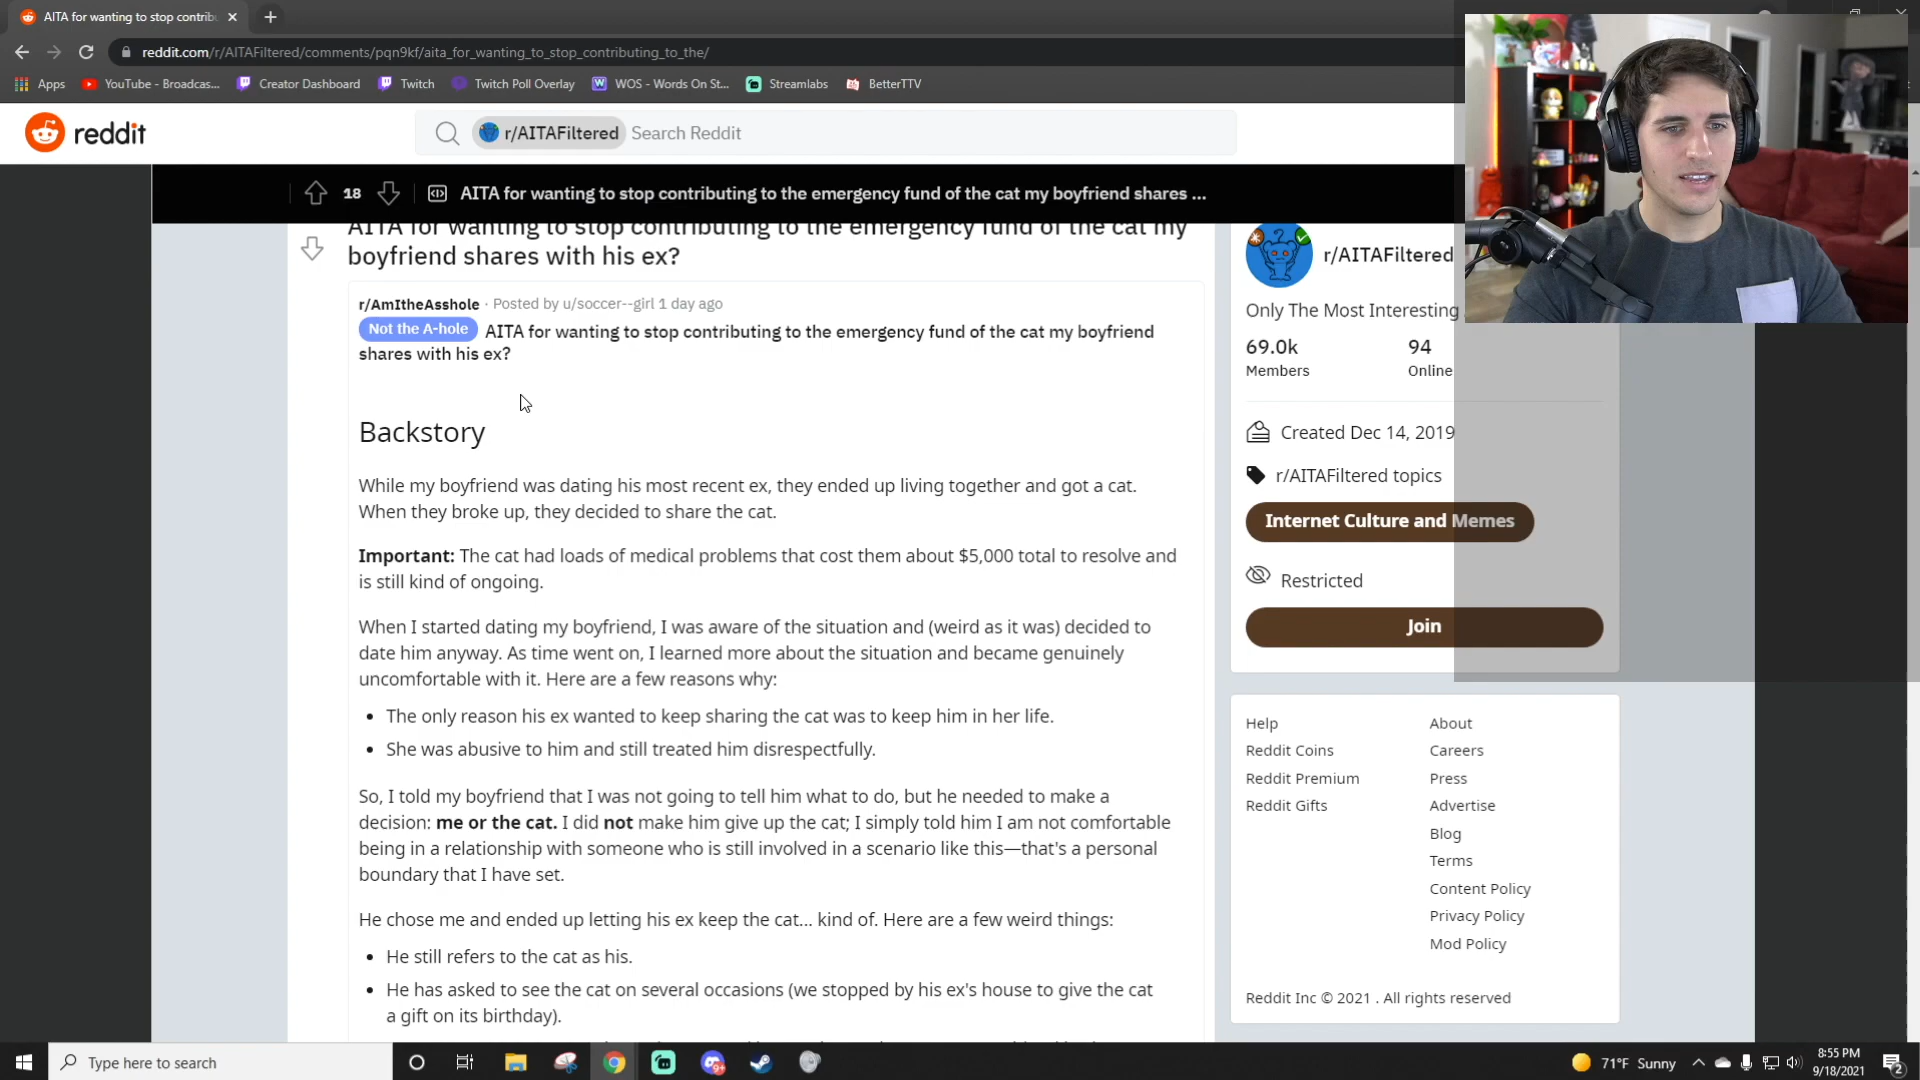 AITA for wanting to stop contrib
reddit.com/r/AITAFiltered/comments/pqn9kf/aita_for_wanting_to_stop_contributing_to_the/
Apps YouTube - Broadcas... Creator Dashboard Twitch Twitch Poll Overlay WOS - Words On St... Streamlabs BetterTTV
reddit r/AITAFiltered Search Reddit
18 AITA for wanting to stop contributing to the emergency fund of the cat my boyfriend shares ...
AITA for wanting to stop contributing to the emergency fund of the cat my
boyfriend shares with his ex?
r/AmItheAsshole · Posted by u/soccer--girl 1 day ago
Not the A-hole AITA for wanting to stop contributing to the emergency fund of the cat my boyfriend
shares with his ex?
Backstory
While my boyfriend was dating his most recent ex, they ended up living together and got a cat.
When they broke up, they decided to share the cat.
Important: The cat had loads of medical problems that cost them about $5,000 total to resolve and
is still kind of ongoing.
When I started dating my boyfriend, I was aware of the situation and (weird as it was) decided to
date him anyway. As time went on, I learned more about the situation and became genuinely
uncomfortable with it. Here are a few reasons why:
• The only reason his ex wanted to keep sharing the cat was to keep him in her life.
• She was abusive to him and still treated him disrespectfully.
So, I told my boyfriend that I was not going to tell him what to do, but he needed to make a
decision: me or the cat. I did not make him give up the cat; I simply told him I am not comfortable
being in a relationship with someone who is still involved in a scenario like this—that's a personal
boundary that I have set.
He chose me and ended up letting his ex keep the cat... kind of. Here are a few weird things:
• He still refers to the cat as his.
• He has asked to see the cat on several occasions (we stopped by his ex's house to give the cat
a gift on its birthday).
r/AITAFiltered
Only The Most Interesting
69.0k 94
Members Online
Created Dec 14, 2019
r/AITAFiltered topics
Internet Culture and Memes
Restricted
Join
Help About
Reddit Coins Careers
Reddit Premium Press
Reddit Gifts Advertise
Blog
Terms
Content Policy
Privacy Policy
Mod Policy
Reddit Inc © 2021 . All rights reserved
Type here to search
9+
71°F Sunny
8:55 PM
9/18/2021
2